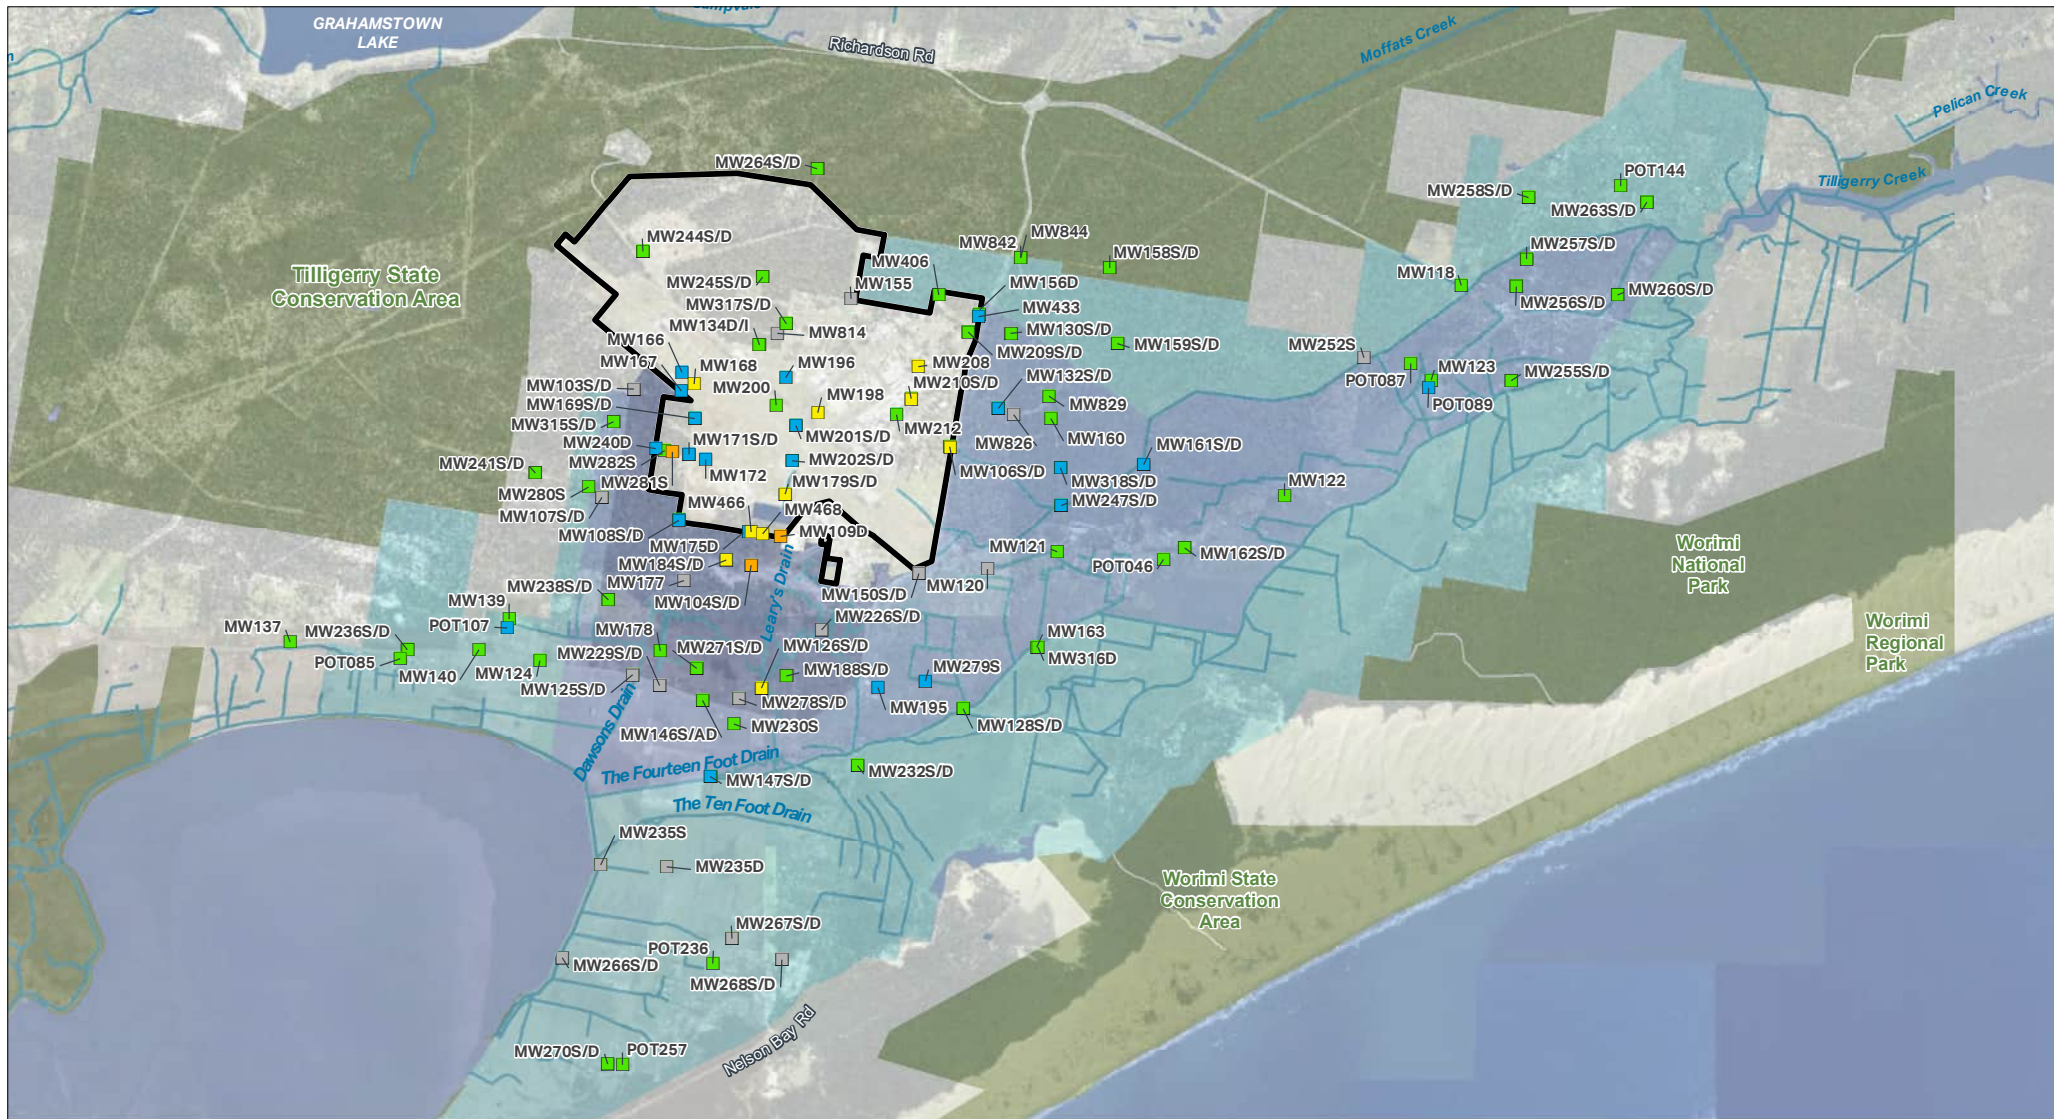 GRAHAMSTOWN
LAKE
Richardson Rd
Moffats Creek
Pelican Creek
Tilligerry Creek
MW264S/D
MW258S/D
POT144
MW263S/D
MW244S/D
MW842
MW844
MW158S/D
MW257S/D
Tilligerry State
Conservation Area
MW245S/D
MW406
MW155
MW156D
MW118
MW256S/D
MW260S/D
MW317S/D
MW134D/I
MW814
MW433
MW130S/D
MW166
MW167
MW168
MW196
MW208
MW209S/D
MW159S/D
MW252S
MW103S/D
MW200
MW198
MW210S/D
MW132S/D
POT087
MW123
MW255S/D
POT089
MW169S/D
MW829
MW315S/D
MW212
MW826
MW160
MW240D
MW171S/D
MW201S/D
MW161S/D
MW282S
MW172
MW202S/D
MW106S/D
MW241S/D
MW281S
MW179S/D
MW318S/D
MW122
MW280S
MW107S/D
MW466
MW468
MW247S/D
MW108S/D
MW175D
MW109D
MW121
MW162S/D
Worimi
National
Park
MW184S/D
POT046
MW177
MW238S/D
MW104S/D
Leary's Drain
MW150S/D
MW120
MW139
POT107
MW226S/D
MW137
MW236S/D
MW178
MW271S/D
MW126S/D
MW163
Worimi
Regional
Park
POT085
MW140
MW124
MW229S/D
MW188S/D
MW279S
MW316D
MW125S/D
MW278S/D
MW195
MW128S/D
Dawsons Drain
MW146S/AD
MW230S
The Fourteen Foot Drain
MW147S/D
MW232S/D
The Ten Foot Drain
MW235S
MW235D
Worimi State
Conservation
Area
MW267S/D
POT236
MW266S/D
MW268S/D
Nelson Bay Rd
MW270S/D
POT257